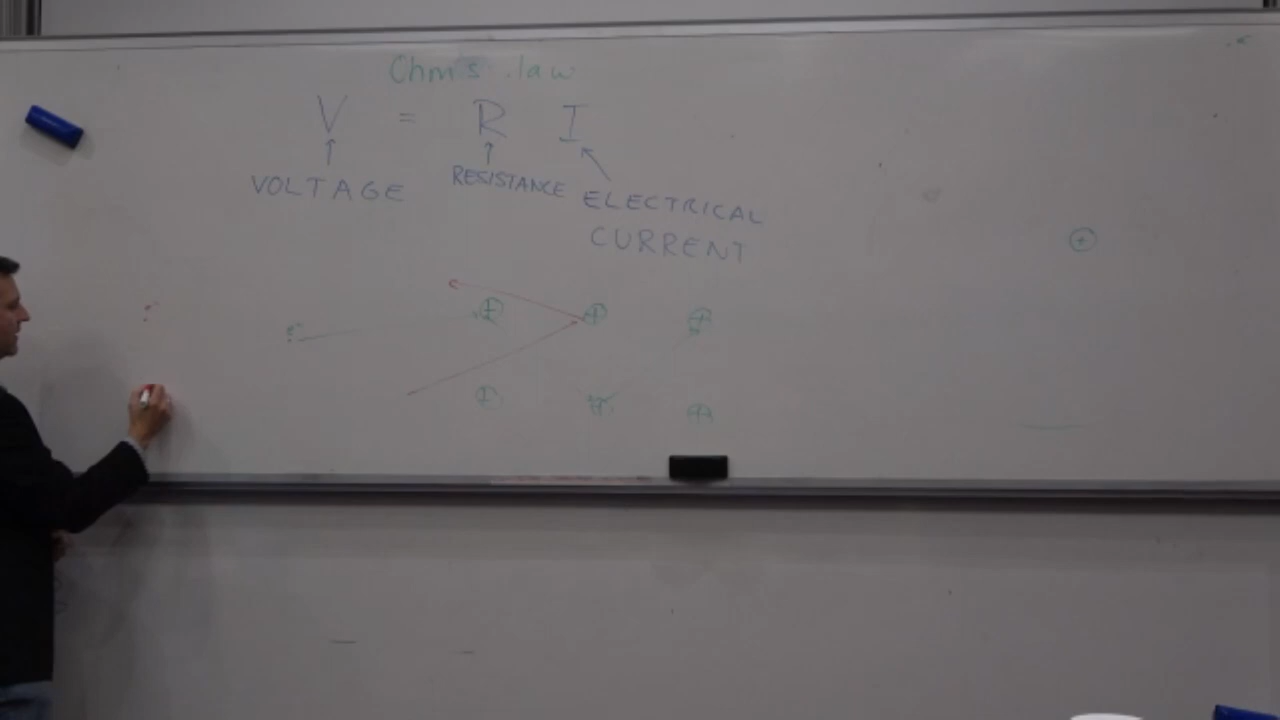 Ohm's law
V = R I
VOLTAGE RESISTANCE ELECTRICAL
CURRENT
+ + +
+ + +
+